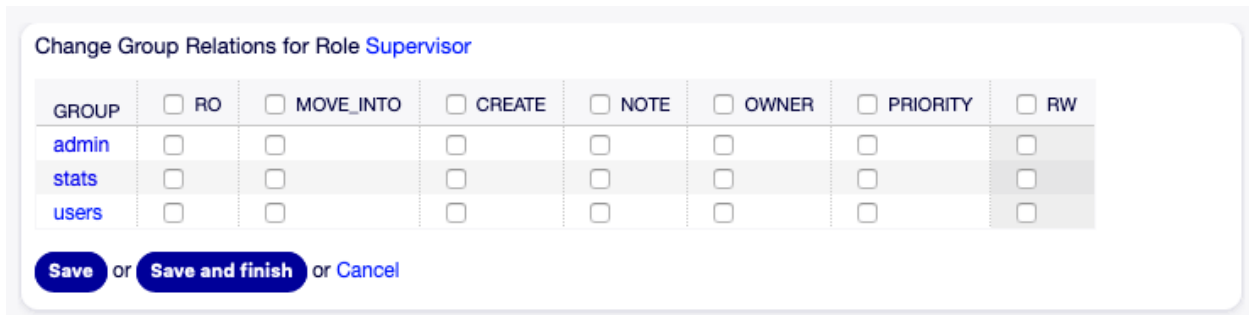 Change Group Relations for Role Supervisor
GROUP RO MOVE_INTO CREATE NOTE OWNER PRIORITY RW
admin
stats
users
Save or Save and finish or Cancel